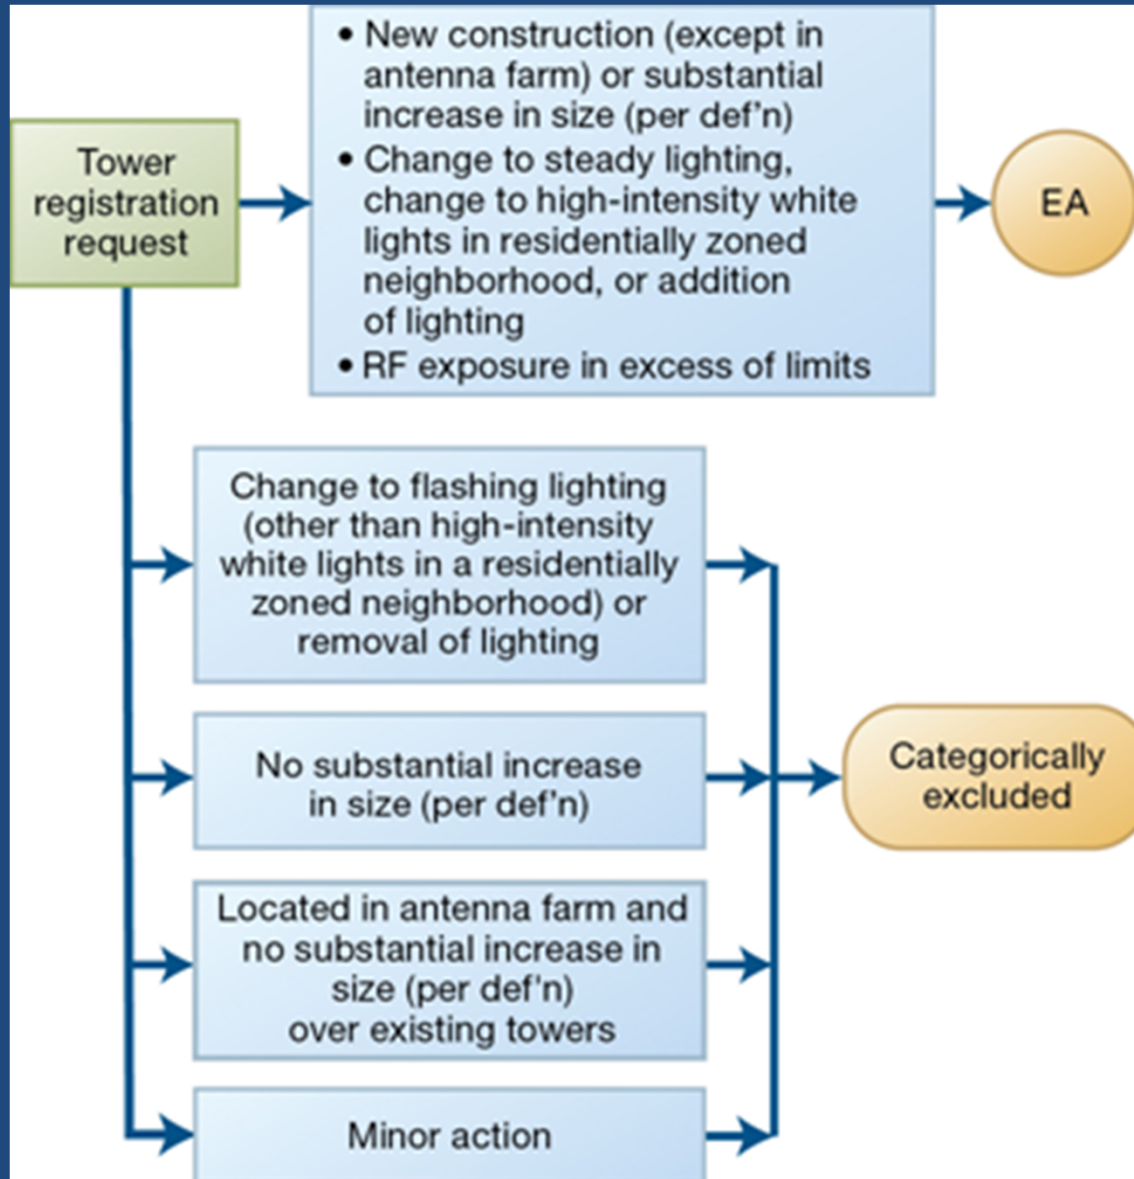 Tower
registration
request
• New construction (except in
antenna farm) or substantial
increase in size (per def’n)
• Change to steady lighting,
change to high-intensity white
lights in residentially zoned
neighborhood, or addition
of lighting
• RF exposure in excess of limits
EA
Change to flashing lighting
(other than high-intensity
white lights in a residentially
zoned neighborhood) or
removal of lighting
No substantial increase
in size (per def’n)
Located in antenna farm and
no substantial increase in
size (per def'n)
over existing towers
Minor action
Categorically
excluded